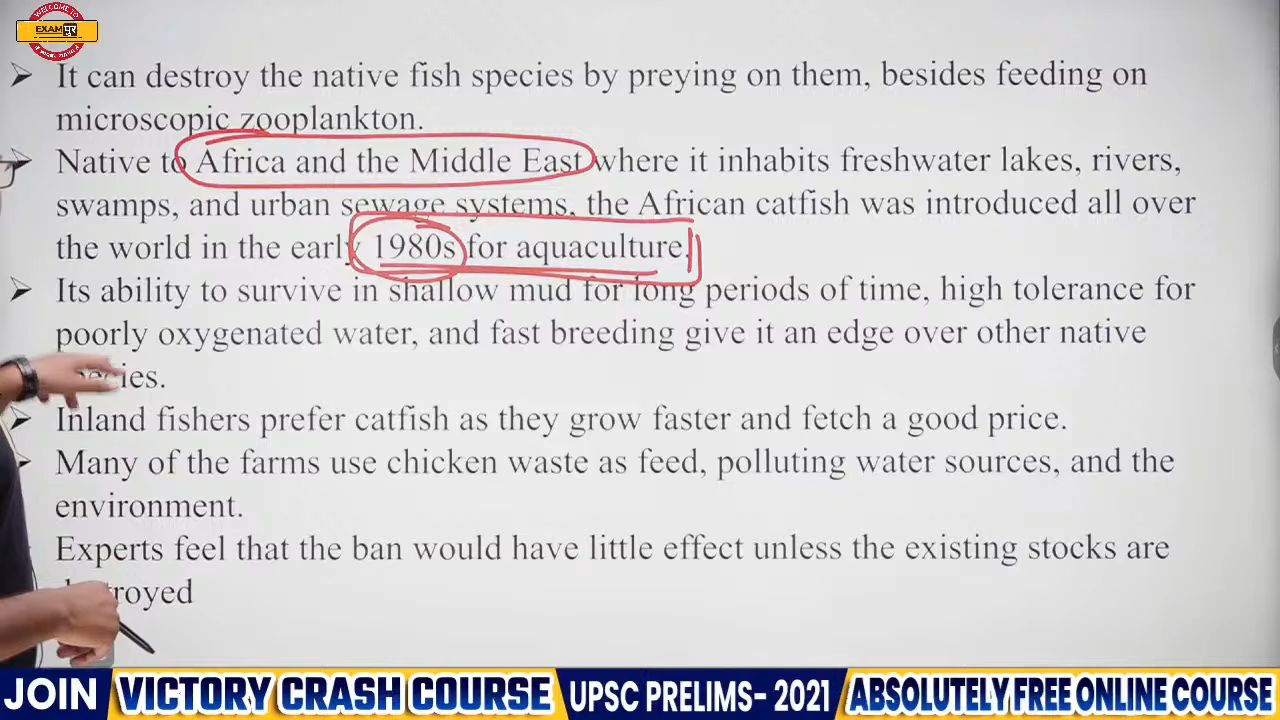 WELCOME TO
EXAMपुर
It can destroy the native fish species by preying on them, besides feeding on
microscopic zooplankton.
Native to Africa and the Middle East where it inhabits freshwater lakes, rivers,
swamps, and urban sewage systems, the African catfish was introduced all over
the world in the early 1980s for aquaculture.
Its ability to survive in shallow mud for long periods of time, high tolerance for
poorly oxygenated water, and fast breeding give it an edge over other native
Inland fishers prefer catfish as they grow faster and fetch a good price.
Many of the farms use chicken waste as feed, polluting water sources, and the
environment.
Experts feel that the ban would have little effect unless the existing stocks are
JOIN VICTORY CRASH COURSE UPSC PRELIMS- 2021 ABSOLUTELY FREE ONLINE COURSE